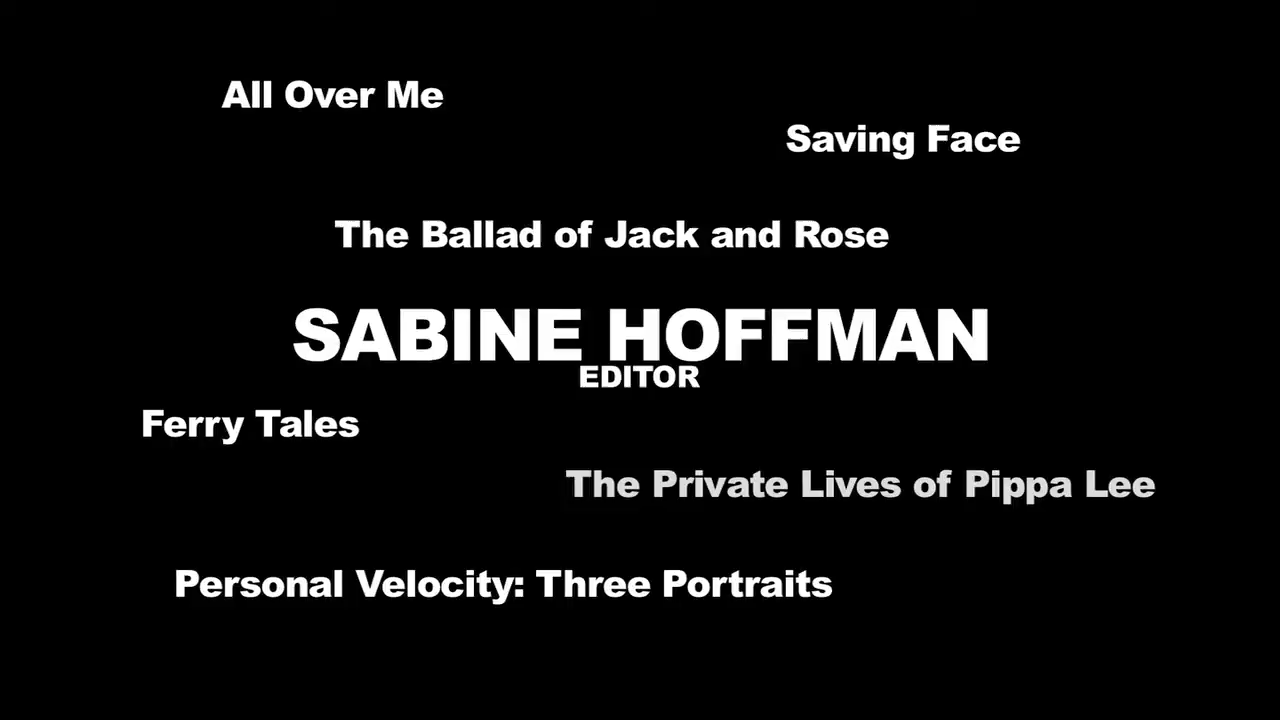 All Over Me
Saving Face
The Ballad of Jack and Rose
SABINE HOFFMAN
EDITOR
Ferry Tales
The Private Lives of Pippa Lee
Personal Velocity: Three Portraits